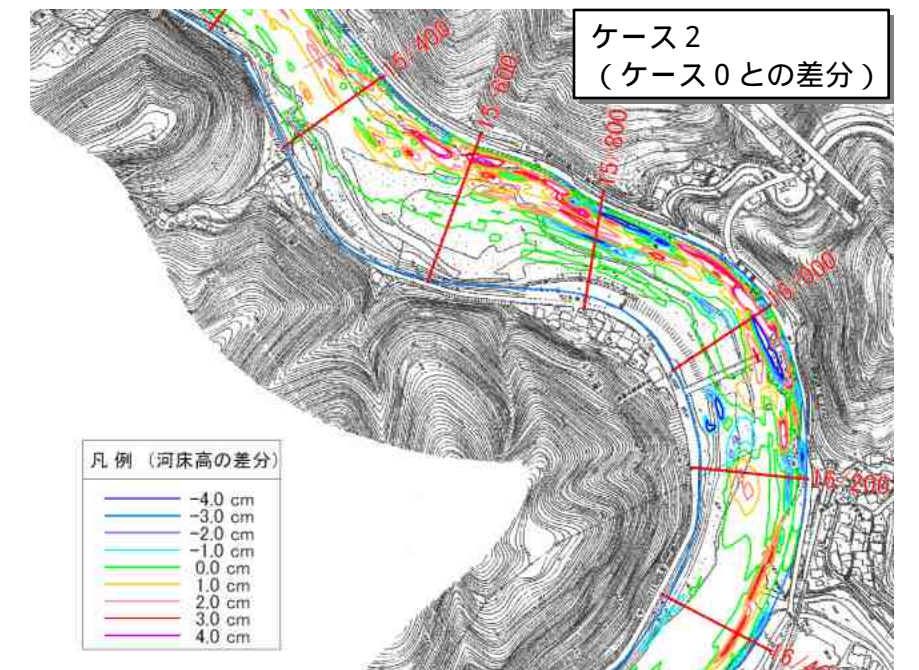 ケース２
（ケース０との差分）
15/400
15/600
15/800
16/000
16/200
凡 例 （河床高の差分）
-4.0 cm
-3.0 cm
-2.0 cm
-1.0 cm
0.0 cm
1.0 cm
2.0 cm
3.0 cm
4.0 cm